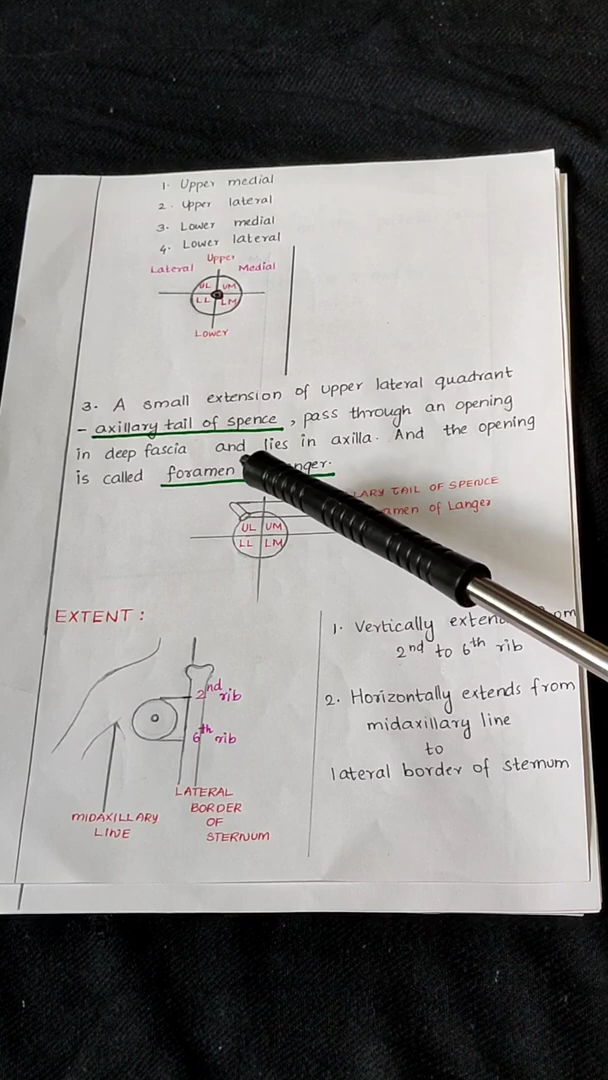 1. Upper medial
2. Upper lateral
3. Lower medial
4. Lower lateral
Upper
Lateral Medial
UL UM
LL LM
Lower
3. A small extension of upper lateral quadrant
- axillary tail of spence, pass through an opening
in deep fascia and lies in axilla. And the opening
is called foramen
TAIL OF SPENCE
of Langer
UL UM
LL LM
EXTENT:
1. Vertically
2nd to 6th rib
2nd rib
6th rib
2. Horizontally extends from
midaxillary line
to
lateral border of sternum
MIDAXILLARY
LINE
LATERAL
BORDER
OF
STERNUM